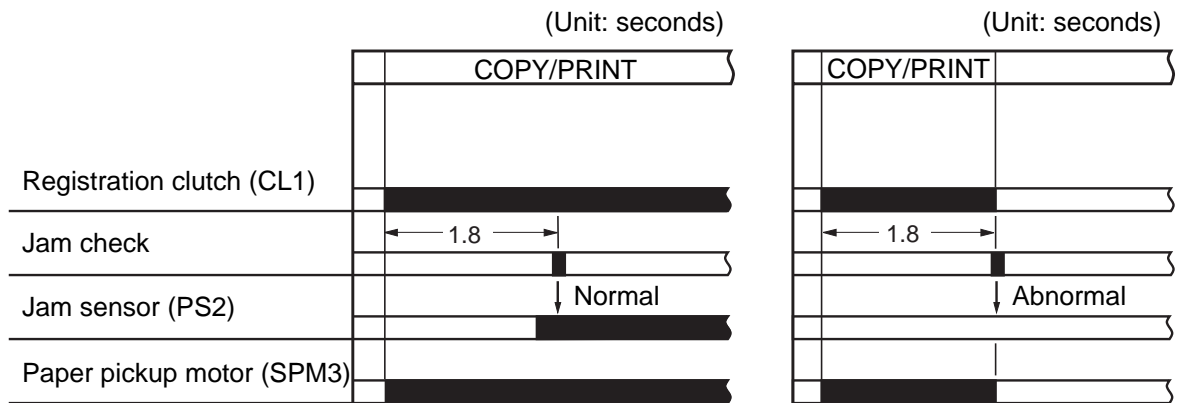 (Unit: seconds) (Unit: seconds)
COPY/PRINT COPY/PRINT
Registration clutch (CL1)
Jam check 1.8 1.8
Jam sensor (PS2) Normal Abnormal
Paper pickup motor (SPM3)